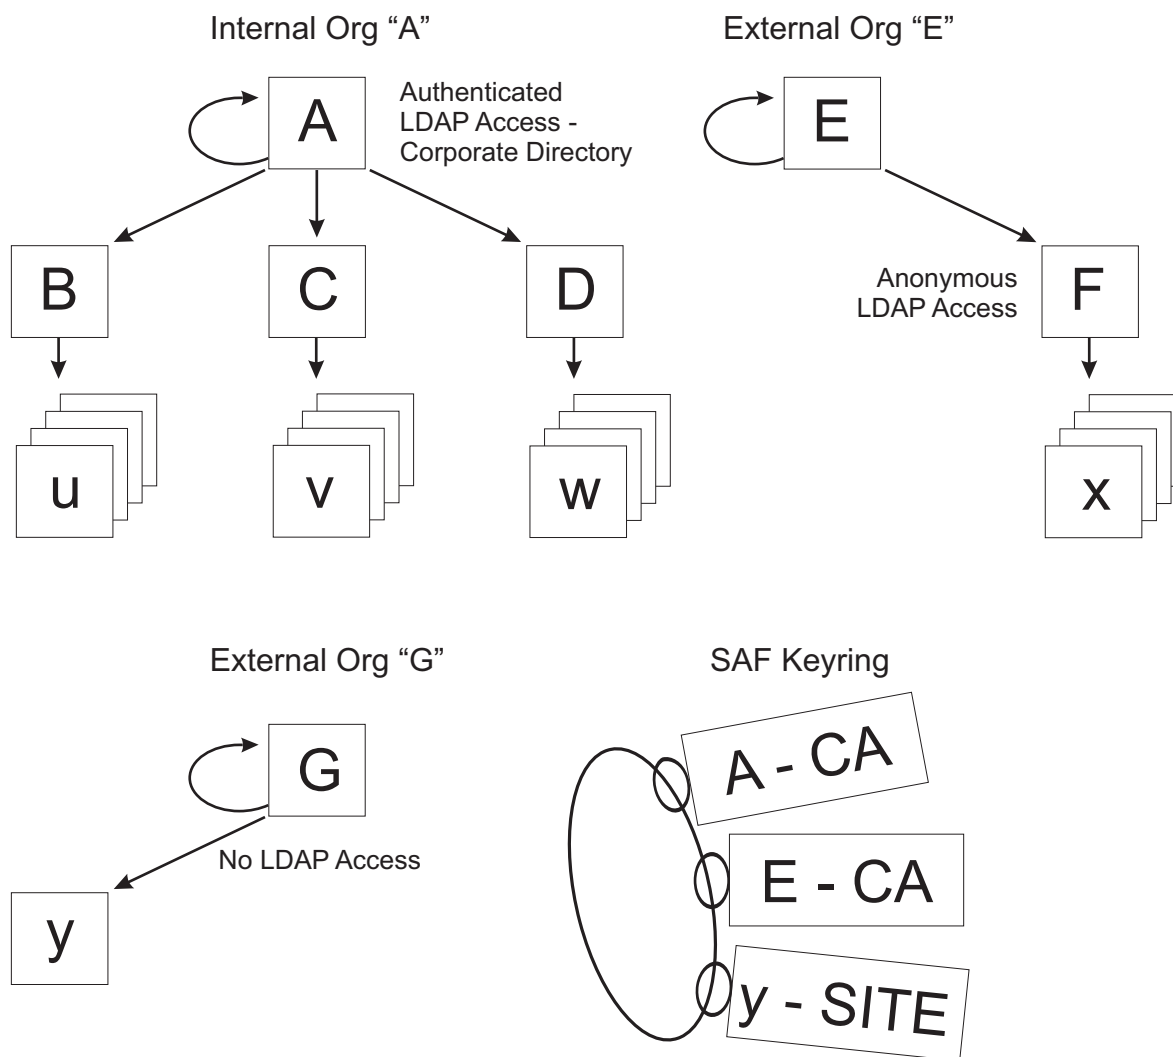 Internal Org “A”
External Org “E”
A
Authenticated
LDAP Access -
Corporate Directory
E
B
C
D
Anonymous
LDAP Access
F
u
v
w
x
External Org “G”
SAF Keyring
G
No LDAP Access
y
A - CA
E - CA
y - SITE